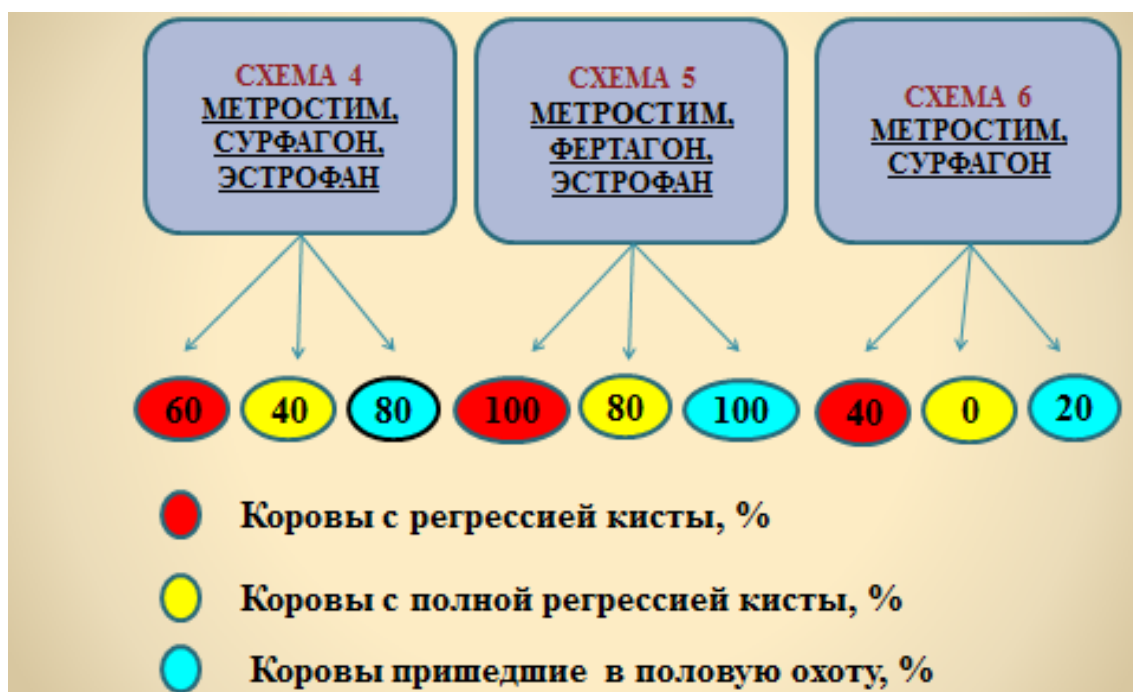 СХЕМА 4
МЕТРОСТИМ,
СУРФАГОН,
ЭСТРОФАН
СХЕМА 5
МЕТРОСТИМ,
ФЕРТАГОН,
ЭСТРОФАН
СХЕМА 6
МЕТРОСТИМ,
СУРФАГОН
60 40 80 100 80 100 40 0 20
Коровы с регрессией кисты, %
Коровы с полной регрессией кисты, %
Коровы пришедшие в половую охоту, %